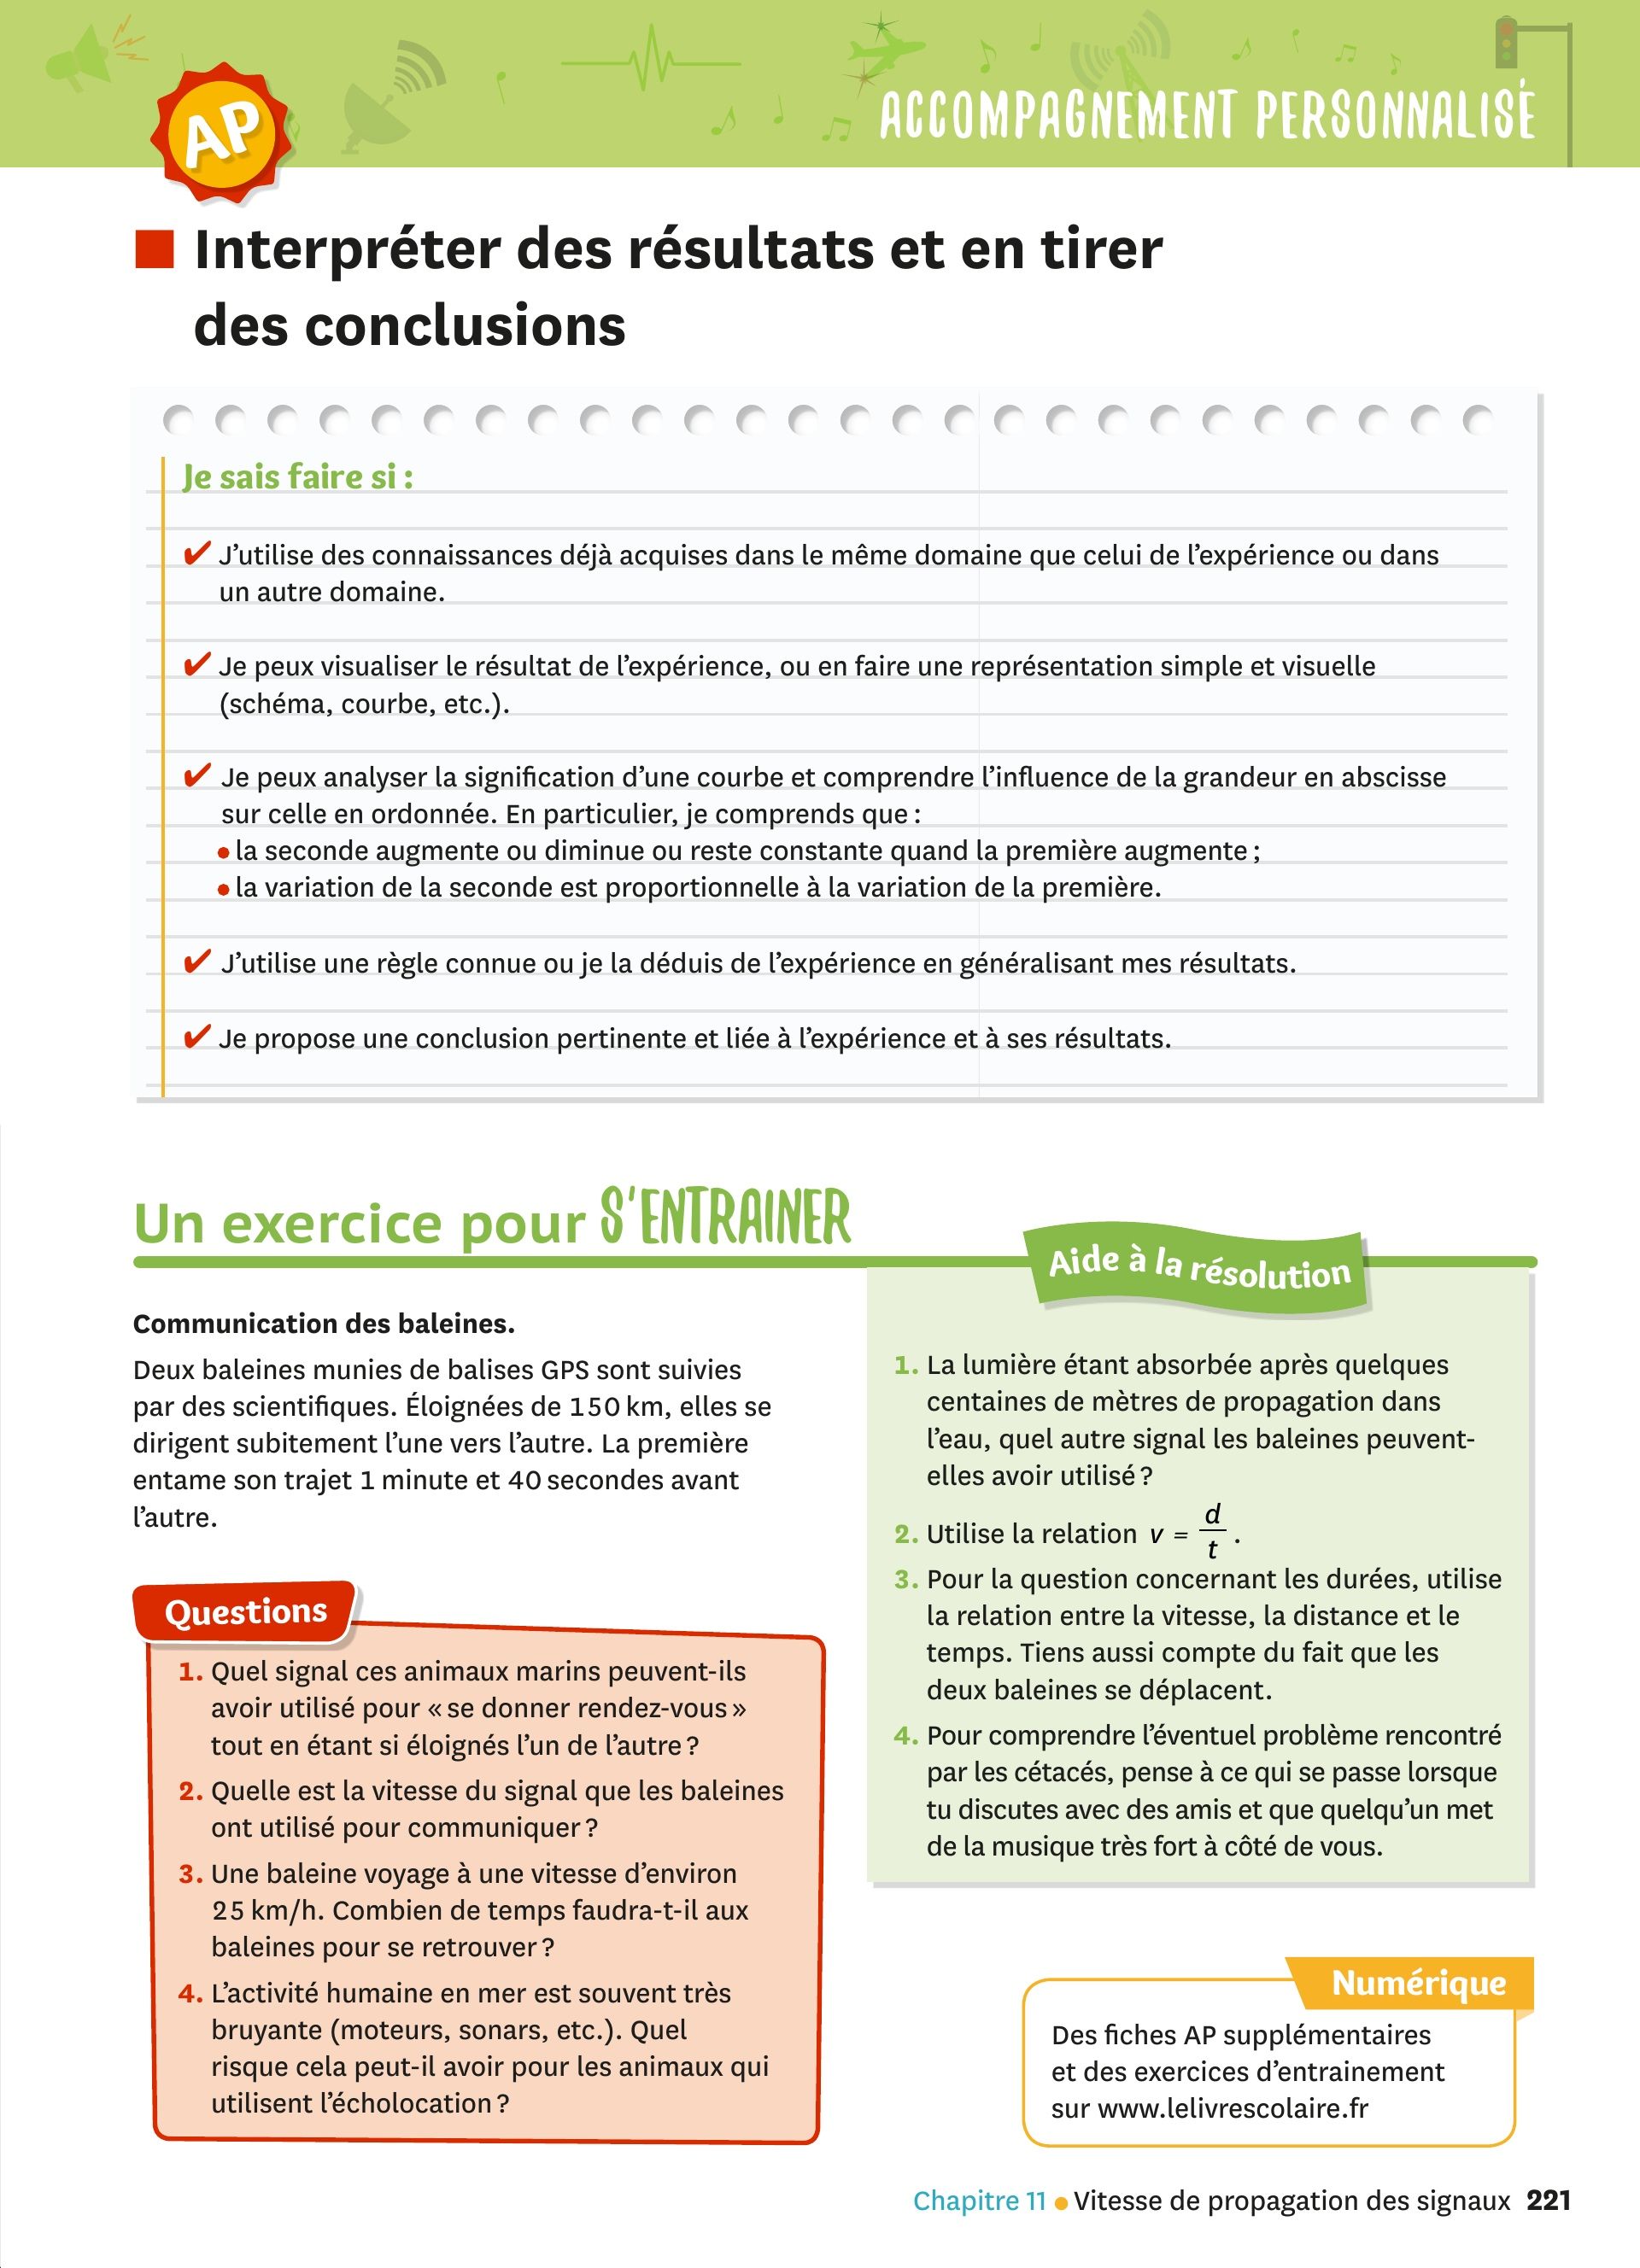 AP
ACCOMPAGNEMENT PERSONNALISÉ
Interpréter des résultats et en tirer
des conclusions
Je sais faire si :
✔ J’utilise des connaissances déjà acquises dans le même domaine que celui de l’expérience ou dans
un autre domaine.
✔ Je peux visualiser le résultat de l’expérience, ou en faire une représentation simple et visuelle
(schéma, courbe, etc.).
✔ Je peux analyser la signification d’une courbe et comprendre l’influence de la grandeur en abscisse
sur celle en ordonnée. En particulier, je comprends que :
• la seconde augmente ou diminue ou reste constante quand la première augmente ;
• la variation de la seconde est proportionnelle à la variation de la première.
✔ J’utilise une règle connue ou je la déduis de l’expérience en généralisant mes résultats.
✔ Je propose une conclusion pertinente et liée à l’expérience et à ses résultats.
Un exercice pour S’ENTRAINER
Communication des baleines.
Deux baleines munies de balises GPS sont suivies
par des scientifiques. Éloignées de 150 km, elles se
dirigent subitement l’une vers l’autre. La première
entame son trajet 1 minute et 40 secondes avant
l’autre.
Questions
1. Quel signal ces animaux marins peuvent-ils
avoir utilisé pour « se donner rendez-vous »
tout en étant si éloignés l’un de l’autre ?
2. Quelle est la vitesse du signal que les baleines
ont utilisé pour communiquer ?
3. Une baleine voyage à une vitesse d’environ
25 km/h. Combien de temps faudra-t-il aux
baleines pour se retrouver ?
4. L’activité humaine en mer est souvent très
bruyante (moteurs, sonars, etc.). Quel
risque cela peut-il avoir pour les animaux qui
utilisent l’écholocation ?
Aide à la résolution
1. La lumière étant absorbée après quelques
centaines de mètres de propagation dans
l’eau, quel autre signal les baleines peuvent-
elles avoir utilisé ?
2. Utilise la relation v = d/t .
3. Pour la question concernant les durées, utilise
la relation entre la vitesse, la distance et le
temps. Tiens aussi compte du fait que les
deux baleines se déplacent.
4. Pour comprendre l’éventuel problème rencontré
par les cétacés, pense à ce qui se passe lorsque
tu discutes avec des amis et que quelqu’un met
de la musique très fort à côté de vous.
Numérique
Des fiches AP supplémentaires
et des exercices d’entrainement
sur www.lelivrescolaire.fr
Chapitre 11 • Vitesse de propagation des signaux 221